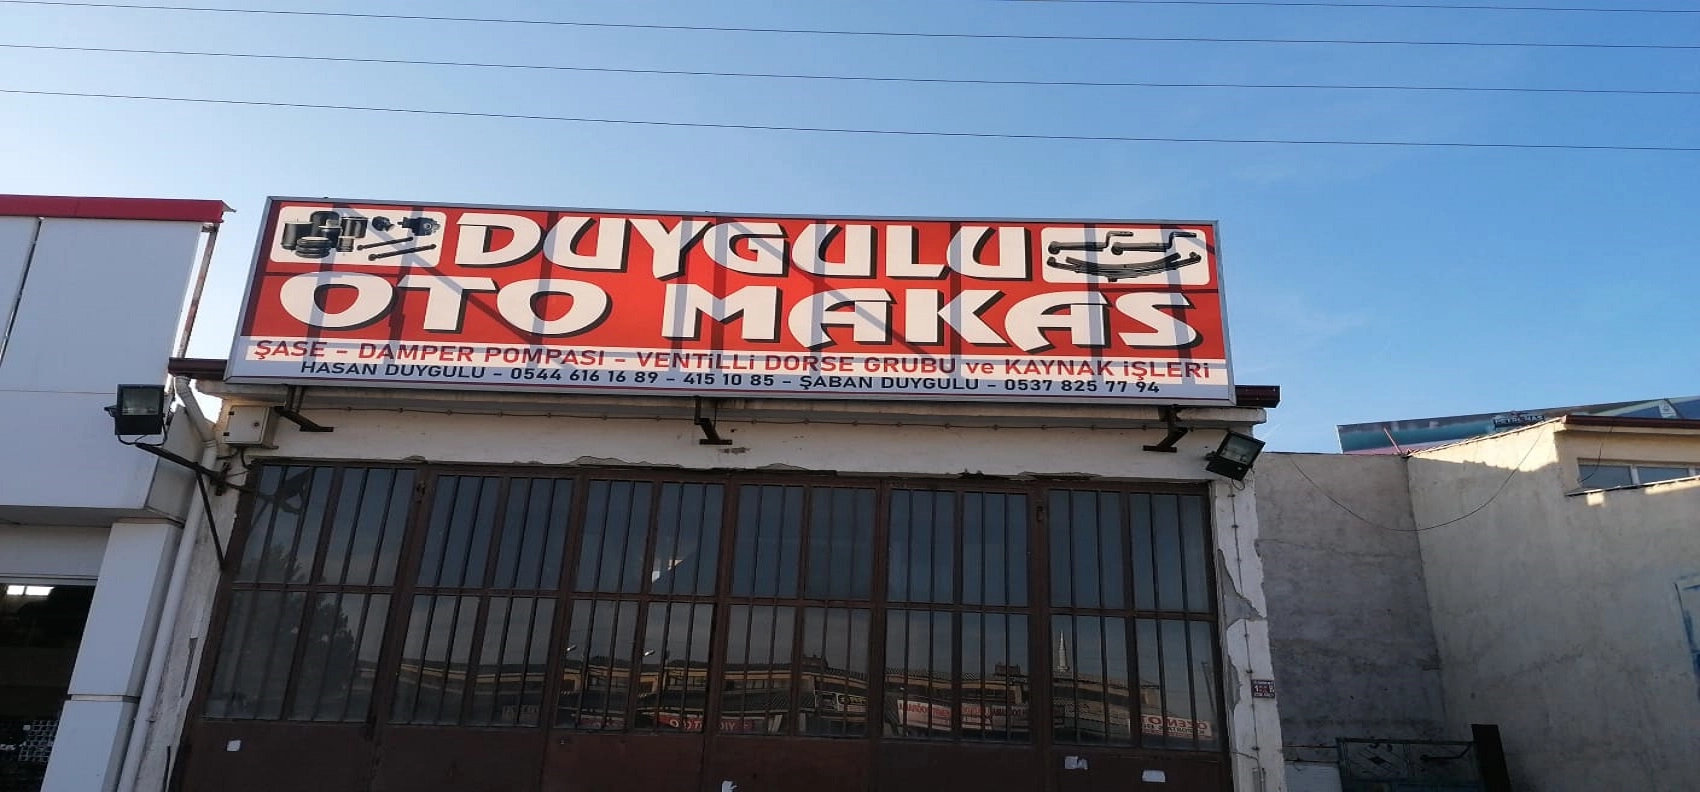 DUYGULU
OTO MAKAS
ŞASE - DAMPER POMPASI - VENTİLLİ DORSE GRUBU ve KAYNAK İŞLERİ
HASAN DUYGULU - 0544 616 16 89 - 415 10 85 - ŞABAN DUYGULU - 0537 825 77 94